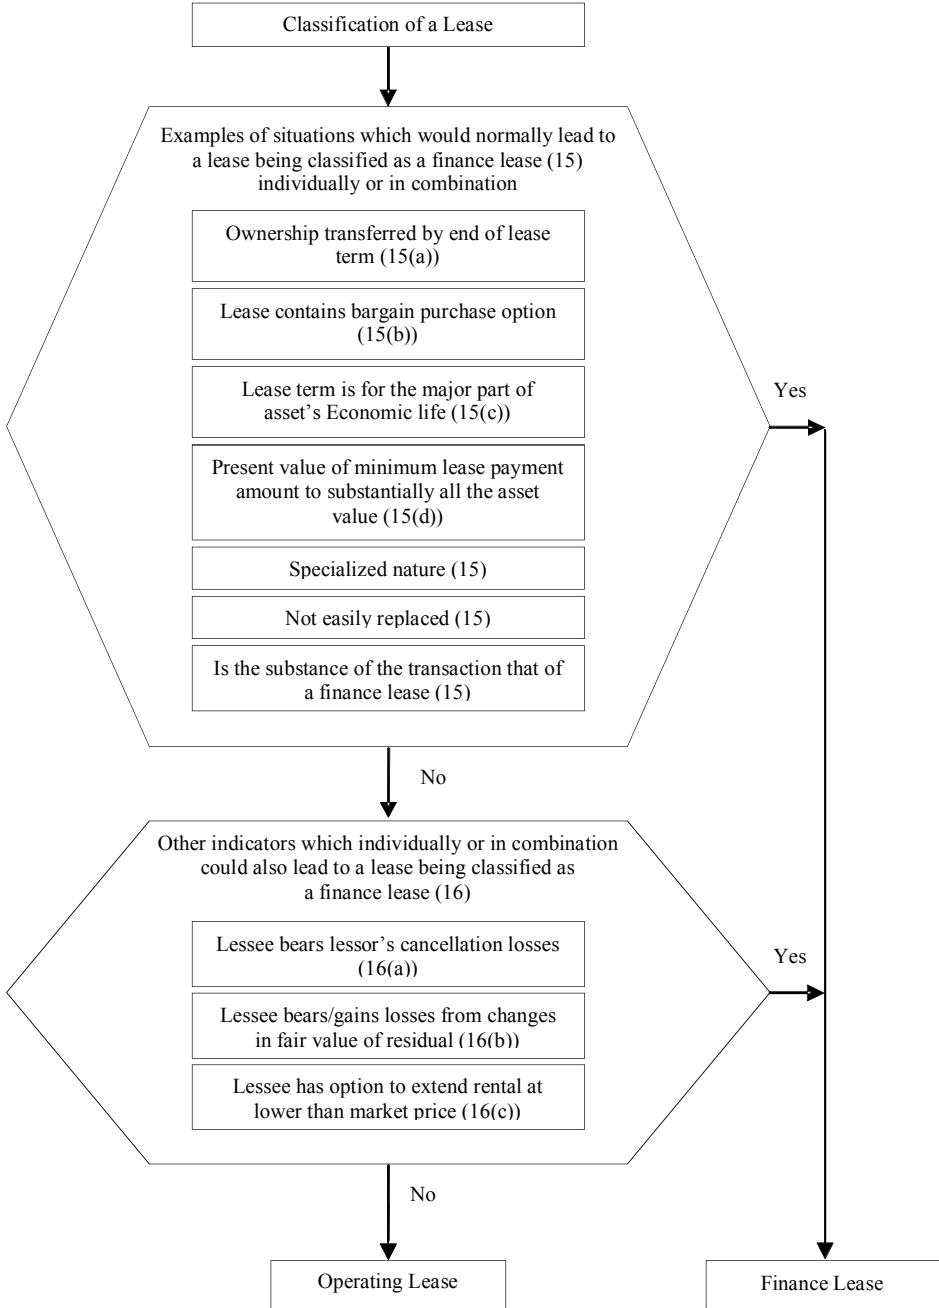 Classification of a Lease
Examples of situations which would normally lead to
a lease being classified as a finance lease (15)
individually or in combination
Ownership transferred by end of lease
term (15(a))
Lease contains bargain purchase option
(15(b))
Lease term is for the major part of
asset's Economic life (15(c))
Yes
Present value of minimum lease payment
amount to substantially all the asset
value (15(d))
Specialized nature (15)
Not easily replaced (15)
Is the substance of the transaction that of
a finance lease (15)
No
Other indicators which individually or in combination
could also lead to a lease being classified as
a finance lease (16)
Lessee bears lessor's cancellation losses
(16(a))
Yes
Lessee bears/gains losses from changes
in fair value of residual (16(b))
Lessee has option to extend rental at
lower than market price (16(c))
No
Operating Lease
Finance Lease